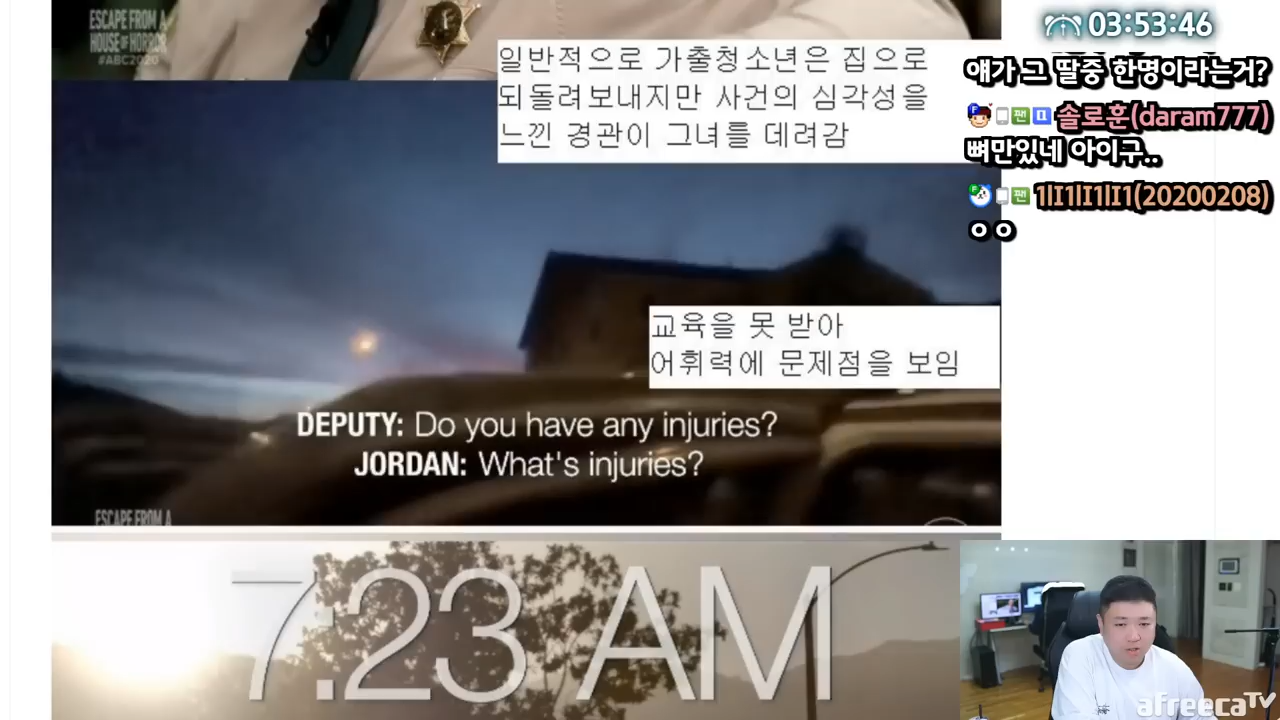 ESCAPE FROM A
HOUSE OF HORROR
#ABC2020
일반적으로 가출청소년은 집으로
되돌려보내지만 사건의 심각성을
느낀 경관이 그녀를 데려감
03:53:46
얘가 그 딸중 한명이라는거?
솔로훈(daram777)
뼈만있네 아이구..
1lI1lI1lI1(20200208)
ㅇㅇ
교육을 못 받아
어휘력에 문제점을 보임
DEPUTY: Do you have any injuries?
JORDAN: What's injuries?
ESCAPE FROM A
7:23 AM
afreecaTV